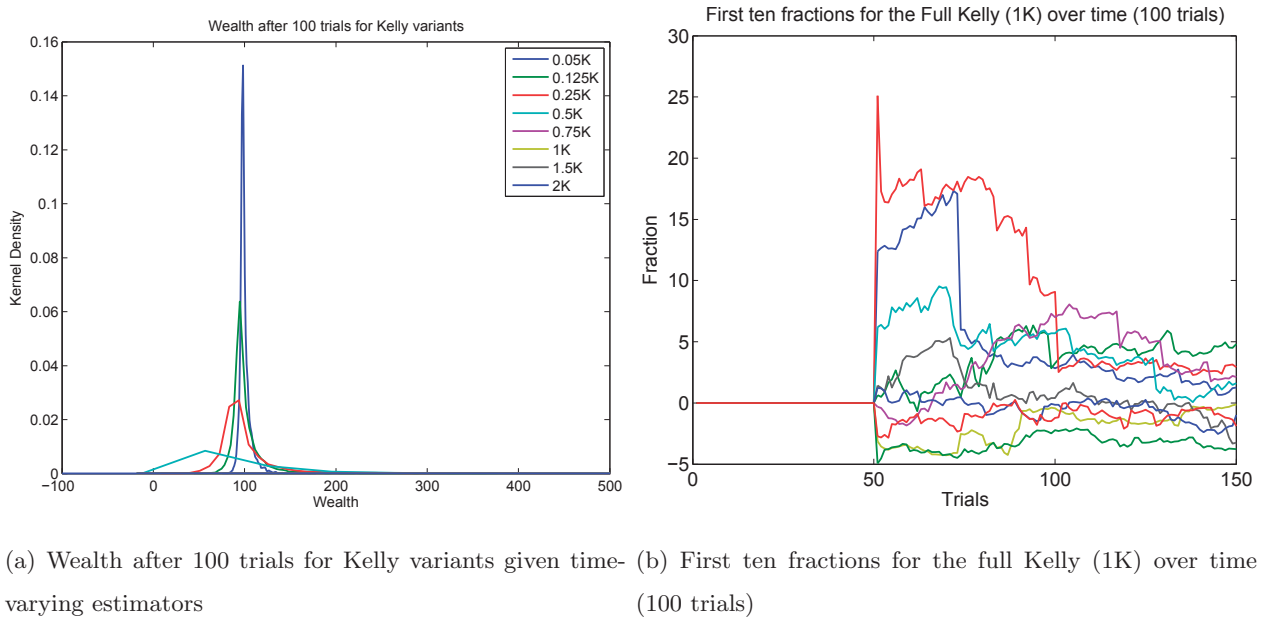 Wealth after 100 trials for Kelly variants
0.16
0.14
0.12
0.1
0.08
0.06
0.04
0.02
0
Kernel Density
−100
0
100
200
300
400
500
Wealth
0.05K
0.125K
0.25K
0.5K
0.75K
1K
1.5K
2K
First ten fractions for the Full Kelly (1K) over time (100 trials)
30
25
20
15
10
5
0
−5
Fraction
0
50
100
150
Trials
(a) Wealth after 100 trials for Kelly variants given time-
varying estimators
(b) First ten fractions for the full Kelly (1K) over time
(100 trials)